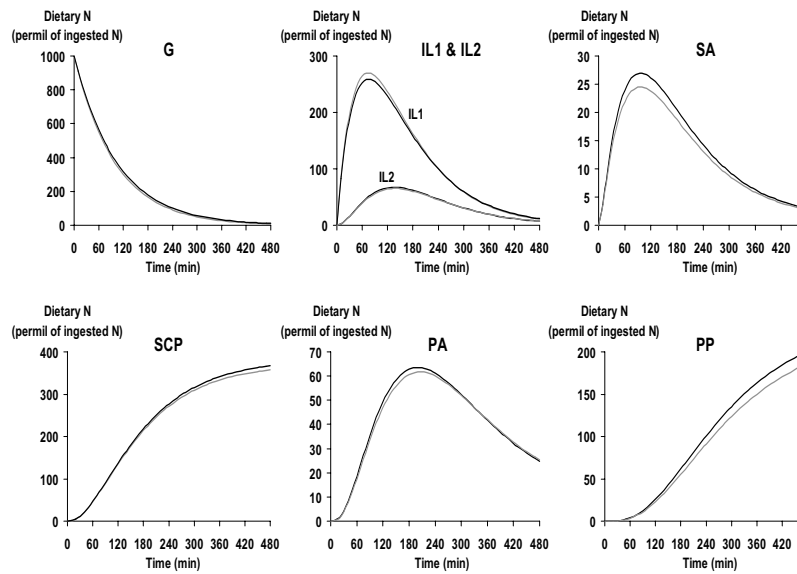 Dietary N
(permil of ingested N)
G
1000
800
600
400
200
0
0 60 120 180 240 300 360 420 480
Time (min)
Dietary N
(permil of ingested N)
IL1 & IL2
300
200
100
0
IL1
IL2
0 60 120 180 240 300 360 420 480
Time (min)
Dietary N
(permil of ingested N)
SA
30
25
20
15
10
5
0
0 60 120 180 240 300 360 420
Time (min)
Dietary N
(permil of ingested N)
SCP
400
300
200
100
0
0 60 120 180 240 300 360 420 480
Time (min)
Dietary N
(permil of ingested N)
PA
70
60
50
40
30
20
10
0
0 60 120 180 240 300 360 420 480
Time (min)
Dietary N
(permil of ingested N)
PP
200
150
100
50
0
0 60 120 180 240 300 360 420
Time (min)